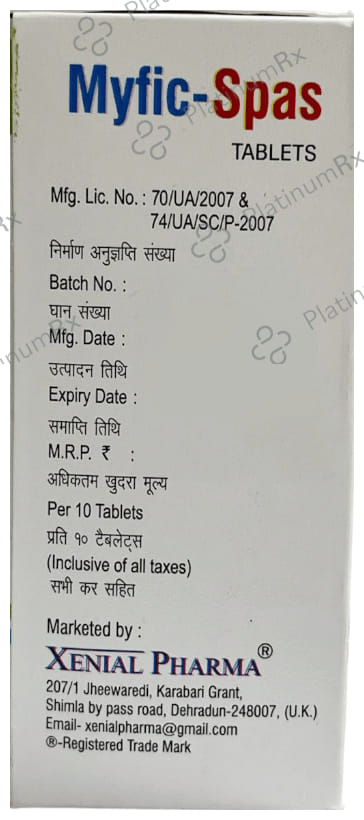 Myfic-Spas
TABLETS
Mfg. Lic. No. : 70/UA/2007 &
74/UA/SC/P-2007
निर्माण अनुज्ञप्ति संख्या
Batch No. :
घान संख्या
Mfg. Date :
उत्पादन तिथि
Expiry Date :
समाप्ति तिथि
M.R.P. ₹ :
अधिकतम खुदरा मूल्य
Per 10 Tablets
प्रति १० टैबलेट्स
(Inclusive of all taxes)
सभी कर सहित
Marketed by :
XENIAL PHARMA®
207/1 Jheewaredi, Karabari Grant,
Shimla by pass road, Dehradun-248007, (U.K.)
Email- xenialpharma@gmail.com
®-Registered Trade Mark
PlatinumRx
PlatinumRx
PlatinumRx